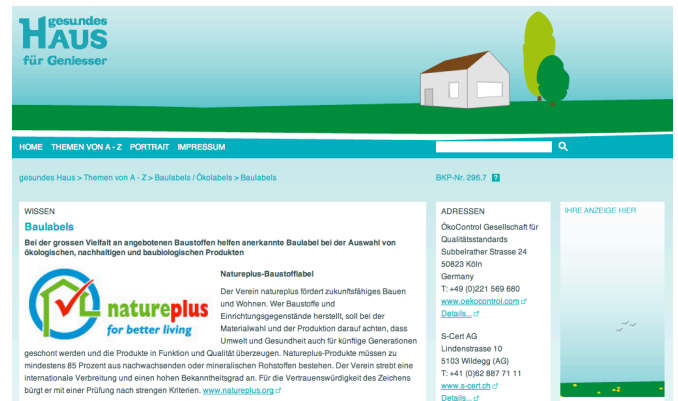 gesundes
HAUS
für Geniesser
HOME THEMEN VON A - Z PORTRAIT IMPRESSUM
gesundes Haus > Themen von A - Z > Baulabels / Ökolabels > Baulabels
BKP-Nr. 296.7 ?
WISSEN
Baulabels
Bei der grossen Vielfalt an angebotenen Baustoffen helfen anerkannte Baulabel bei der Auswahl von
ökologischen, nachhaltigen und baubiologischen Produkten
natureplus
for better living
Natureplus-Baustofflabel
Der Verein natureplus fördert zukunftsfähiges Bauen
und Wohnen. Wer Baustoffe und
Einrichtungsgegenstände herstellt, soll bei der
Materialwahl und der Produktion darauf achten, dass
Umwelt und Gesundheit auch für künftige Generationen
geschont werden und die Produkte in Funktion und Qualität überzeugen. Natureplus-Produkte müssen zu
mindestens 85 Prozent aus nachwachsenden oder mineralischen Rohstoffen bestehen. Der Verein strebt eine
internationale Verbreitung und einen hohen Bekanntheitsgrad an. Für die Vertrauenswürdigkeit des Zeichens
bürgt er mit einer Prüfung nach strengen Kriterien. www.natureplus.org
ADRESSEN
ÖkoControl Gesellschaft für
Qualitätsstandards
Subbelrather Strasse 24
50823 Köln
Germany
T: +49 (0)221 569 680
www.oekocontrol.com
Details...
S-Cert AG
Lindenstrasse 10
5103 Wildegg (AG)
T: +41 (0)62 887 71 11
www.s-cert.ch
Details...
IHRE ANZEIGE HIER